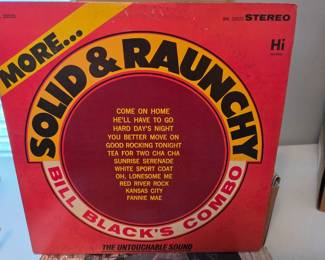 STEREO
Hi
MORE...
SOLID & RAUNCHY
COME ON HOME
HE'LL HAVE TO GO
HARD DAY'S NIGHT
YOU BETTER MOVE ON
GOOD ROCKING TONIGHT
TEA FOR TWO CHA CHA
SUNRISE SERENADE
WHITE SPORT COAT
OH, LONESOME ME
RED RIVER ROCK
KANSAS CITY
FANNIE MAE
BILL BLACK'S COMBO
THE UNTOUCHABLE SOUND